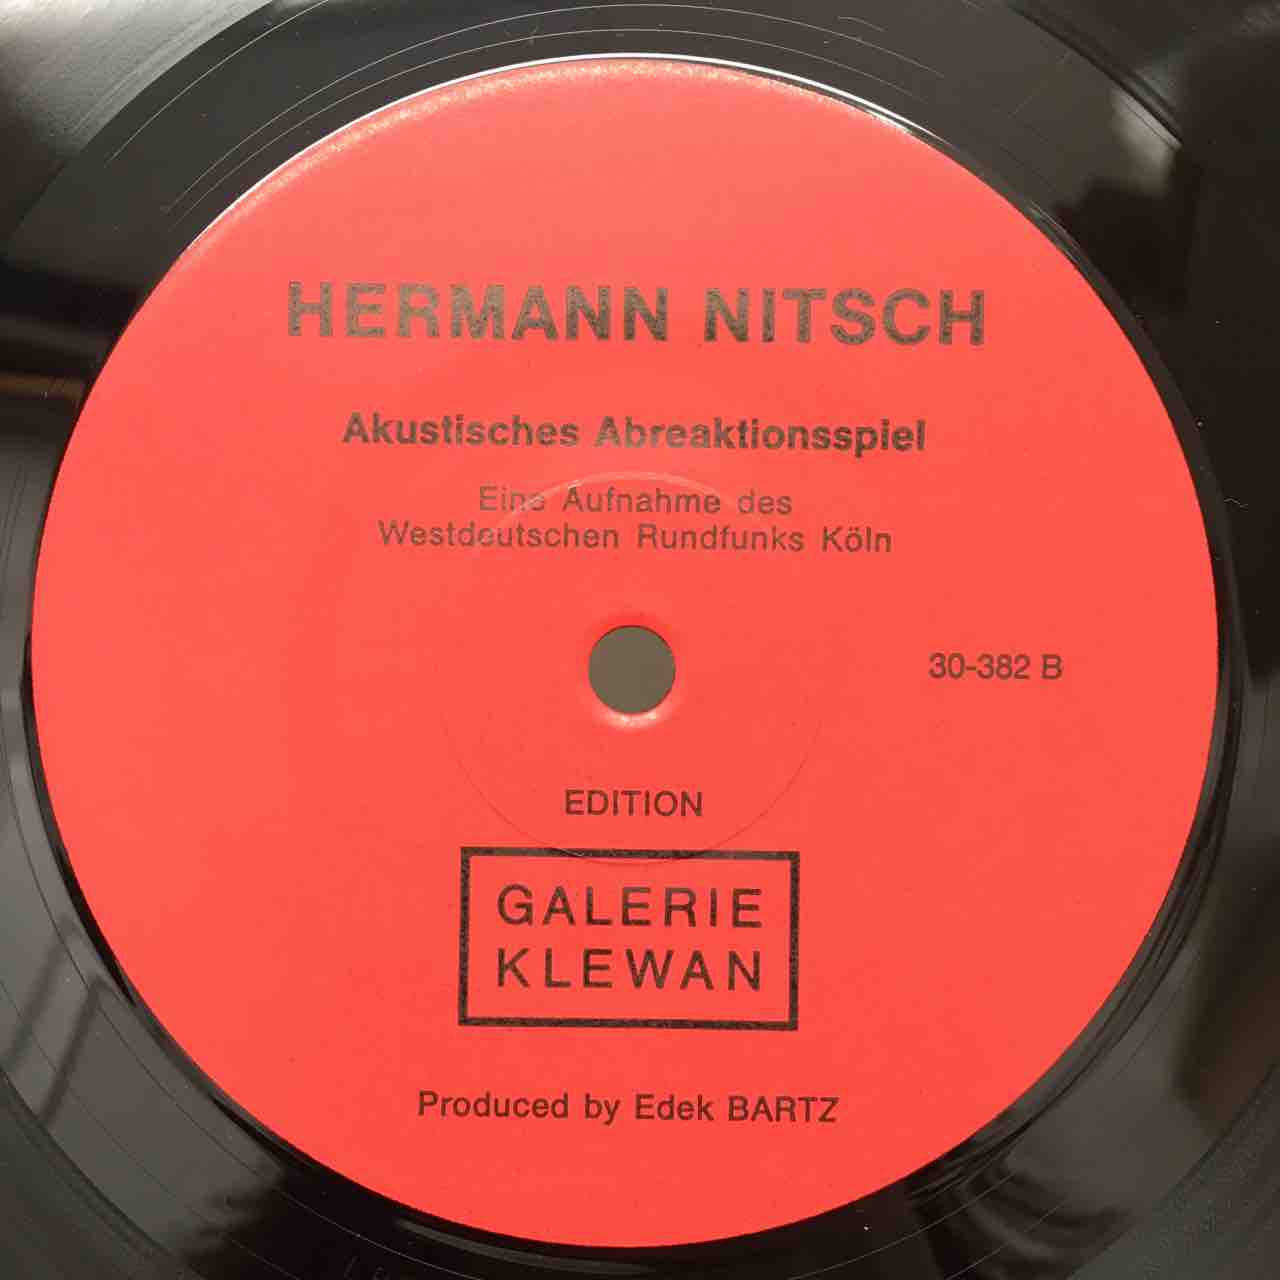 HERMANN NITSCH
Akustisches Abreaktionsspiel
Eine Aufnahme des
Westdeutschen Rundfunks Köln
30-382 B
EDITION
GALERIE
KLEWAN
Produced by Edek BARTZ